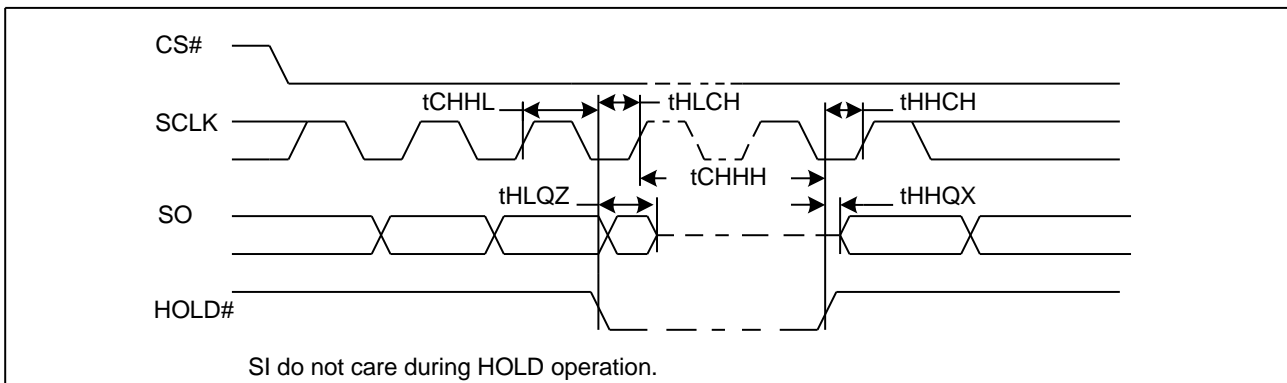 CS#
tCHHL
tHLCH
tHHCH
SCLK
tCHHH
tHLQZ
tHHQX
SO
HOLD#
SI do not care during HOLD operation.